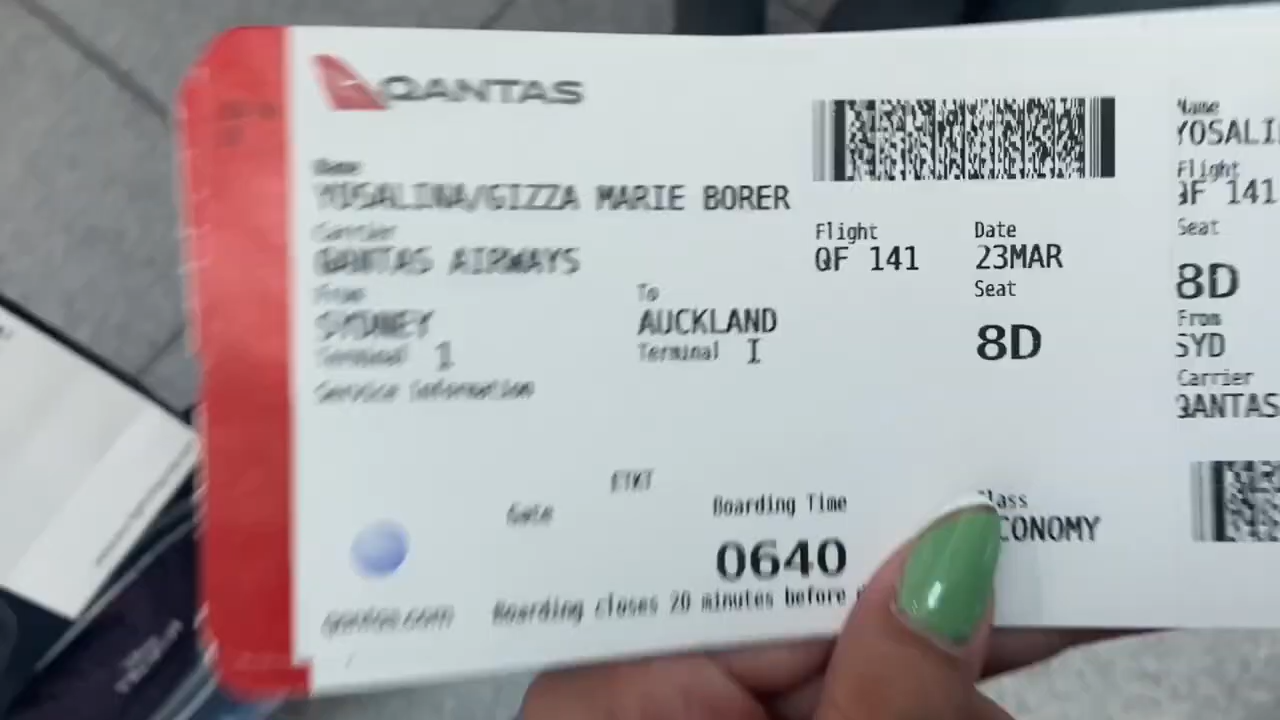 QANTAS
Name
YOSALINA/GIZZA MARIE BORER
Carrier
QANTAS AIRWAYS
From
SYDNEY
Terminal 1
To
AUCKLAND
Terminal I
Service Information
Flight
QF 141
Date
23MAR
Seat
8D
ETKT
Gate
Boarding Time
0640
Class
ECONOMY
qantas.com
Boarding closes 20 minutes before
Name
YOSALI
Flight
QF 141
Seat
8D
From
SYD
Carrier
QANTAS